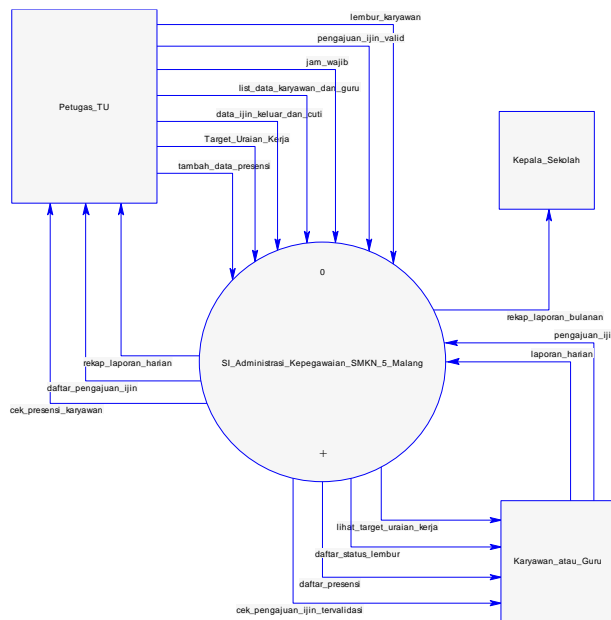 lembur_karyawan
pengajuan_ijin_valid
jam_wajib
list_data_karyawan_dan_guru
Petugas_TU
data_ijin_keluar_dan_cuti
Target_Uraian_Kerja
Kepala_Sekolah
tambah_data_presensi
0
rekap_laporan_bulanan
pengajuan_iji
laporan_harian
rekap_laporan_harian
SI_Administrasi_Kepegawaian_SMKN_5_Malang
daftar_pengajuan_ijin
cek_presensi_karyawan
+
lihat_target_uraian_kerja
daftar_status_lembur
Karyawan_atau_Guru
daftar_presensi
cek_pengajuan_ijin_tervalidasi